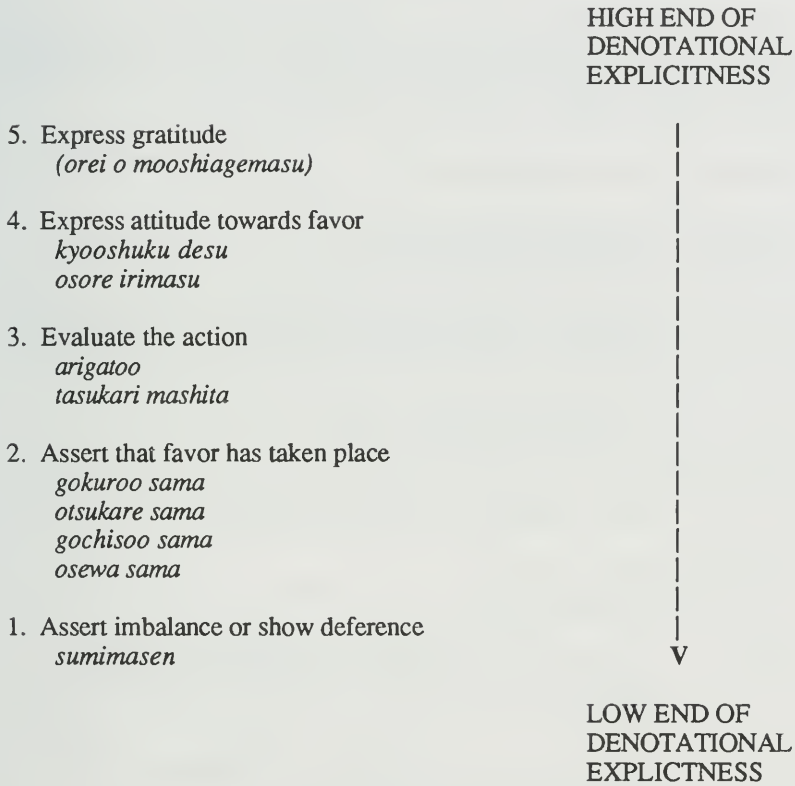 HIGH END OF
DENOTATIONAL
EXPLICITNESS
5. Express gratitude
(orei o mooshiagemasu)
4. Express attitude towards favor
kyooshuku desu
osore irimasu
3. Evaluate the action
arigatoo
tasukari mashita
2. Assert that favor has taken place
gokuroo sama
otsukare sama
gochisoo sama
osewa sama
1. Assert imbalance or show deference
sumimasen
V
LOW END OF
DENOTATIONAL
EXPLICTNESS